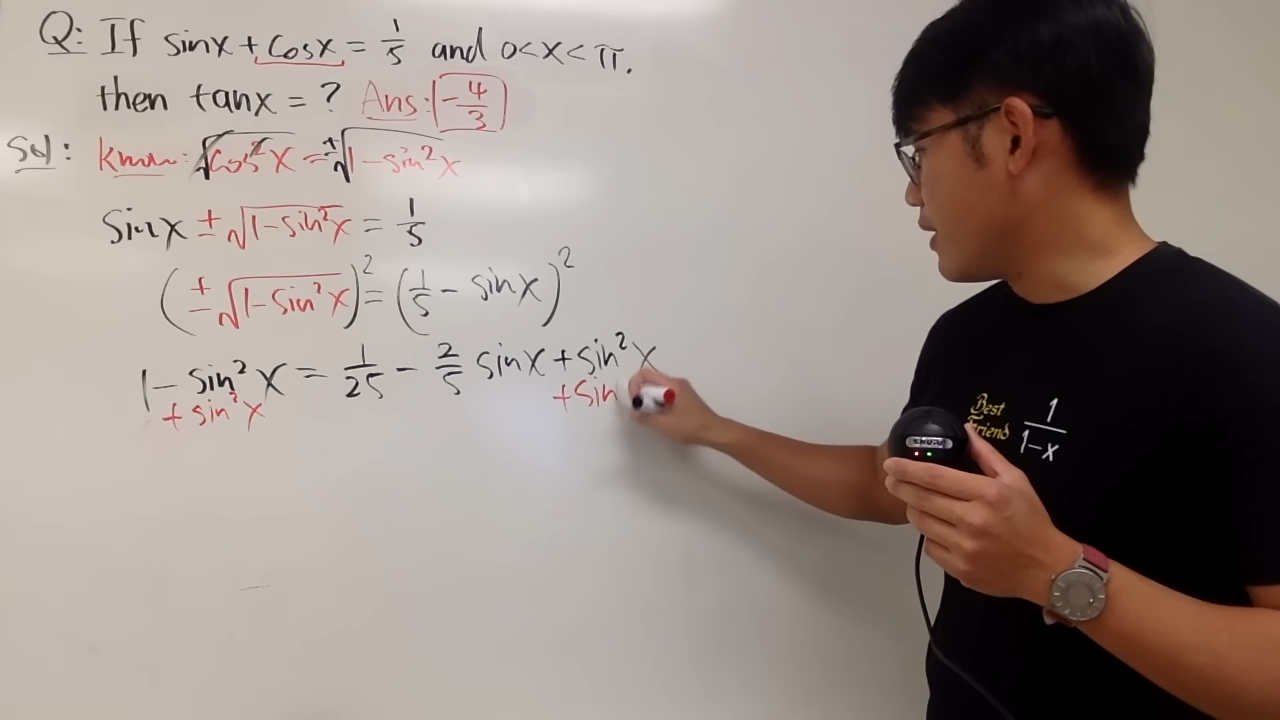 Q: If sinx + cosx = 1/5 and 0<x<π.
then tanx = ? Ans: -4/3
Sol: know: √cos²x = ±√1-sin²x
sinx ± √1-sin²x = 1/5
(±√1-sin²x)² = (1/5 - sinx)²
1 - sin²x = 1/25 - 2/5 sinx + sin²x
+ sin²x +sin
Best Friend 1/1-x